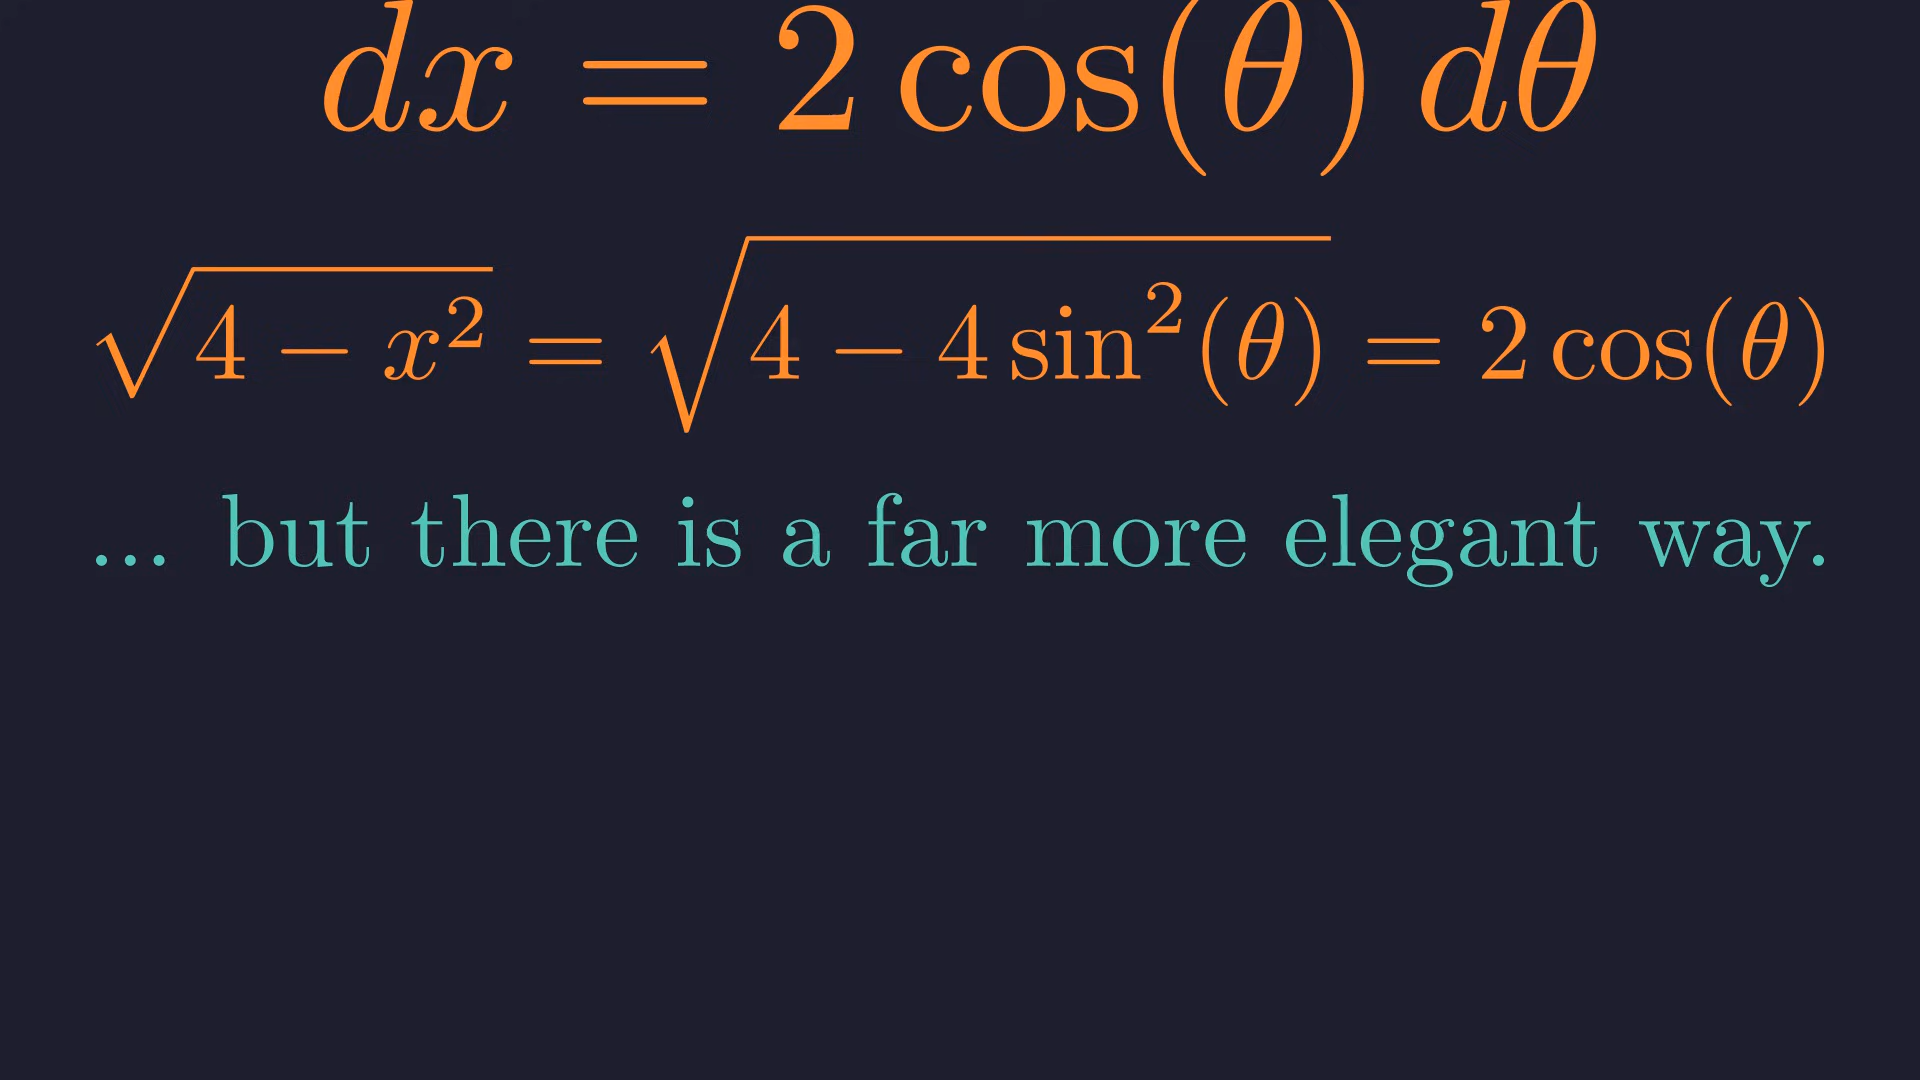 dx = 2 cos(θ) dθ
√(4 − x²) = √(4 − 4 sin²(θ)) = 2 cos(θ)
... but there is a far more elegant way.